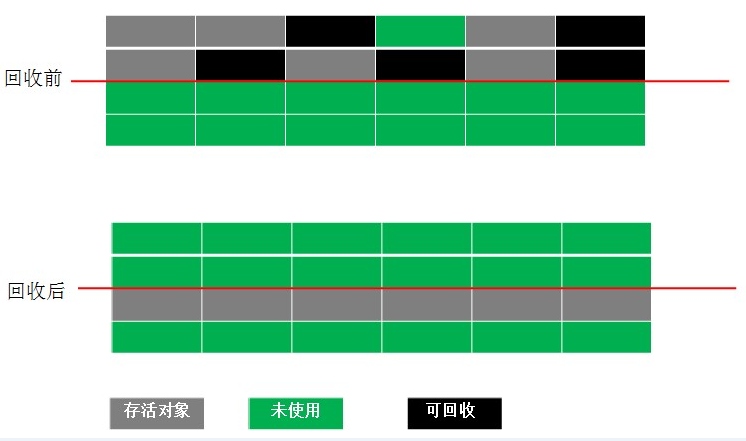 回收前
回收后
存活对象 未使用 可回收